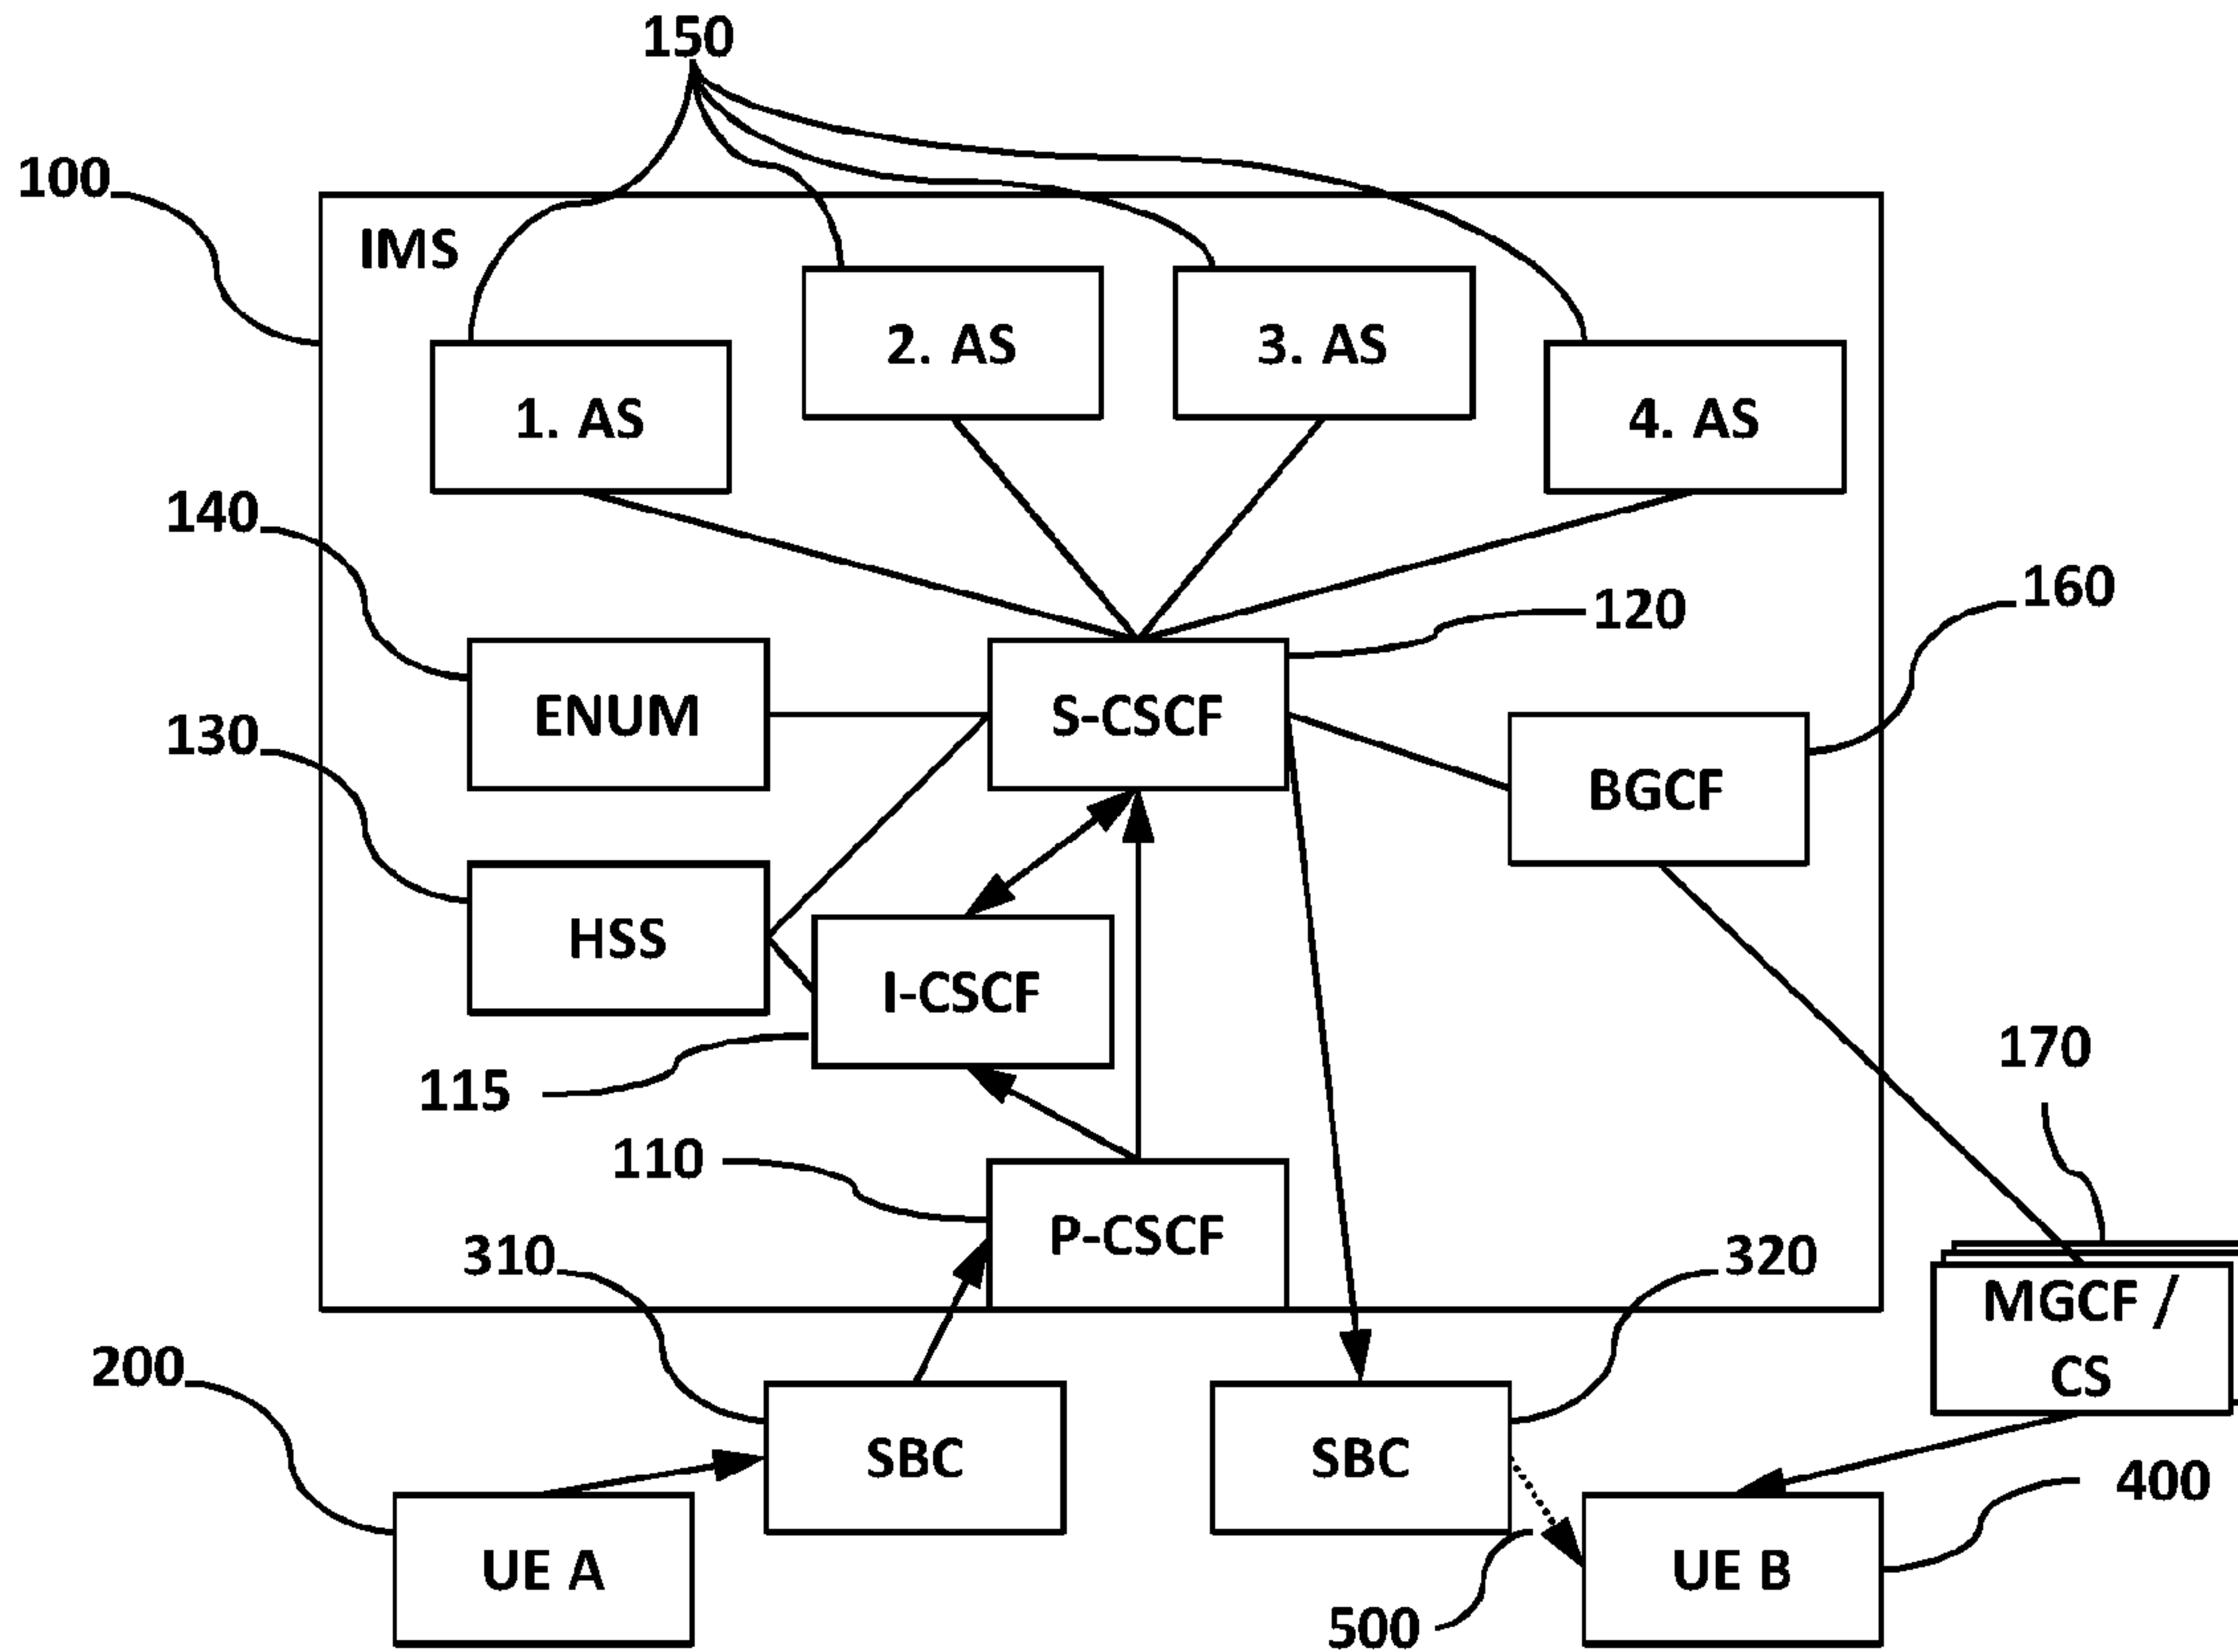 150
100
IMS
2. AS
3. AS
1. AS
4. AS
140
160
120
ENUM
S-CSCF
130
BGCF
HSS
I-CSCF
170
115
110
P-CSCF
310
320
MGCF /
CS
200
SBC
SBC
400
UE A
UE B
500